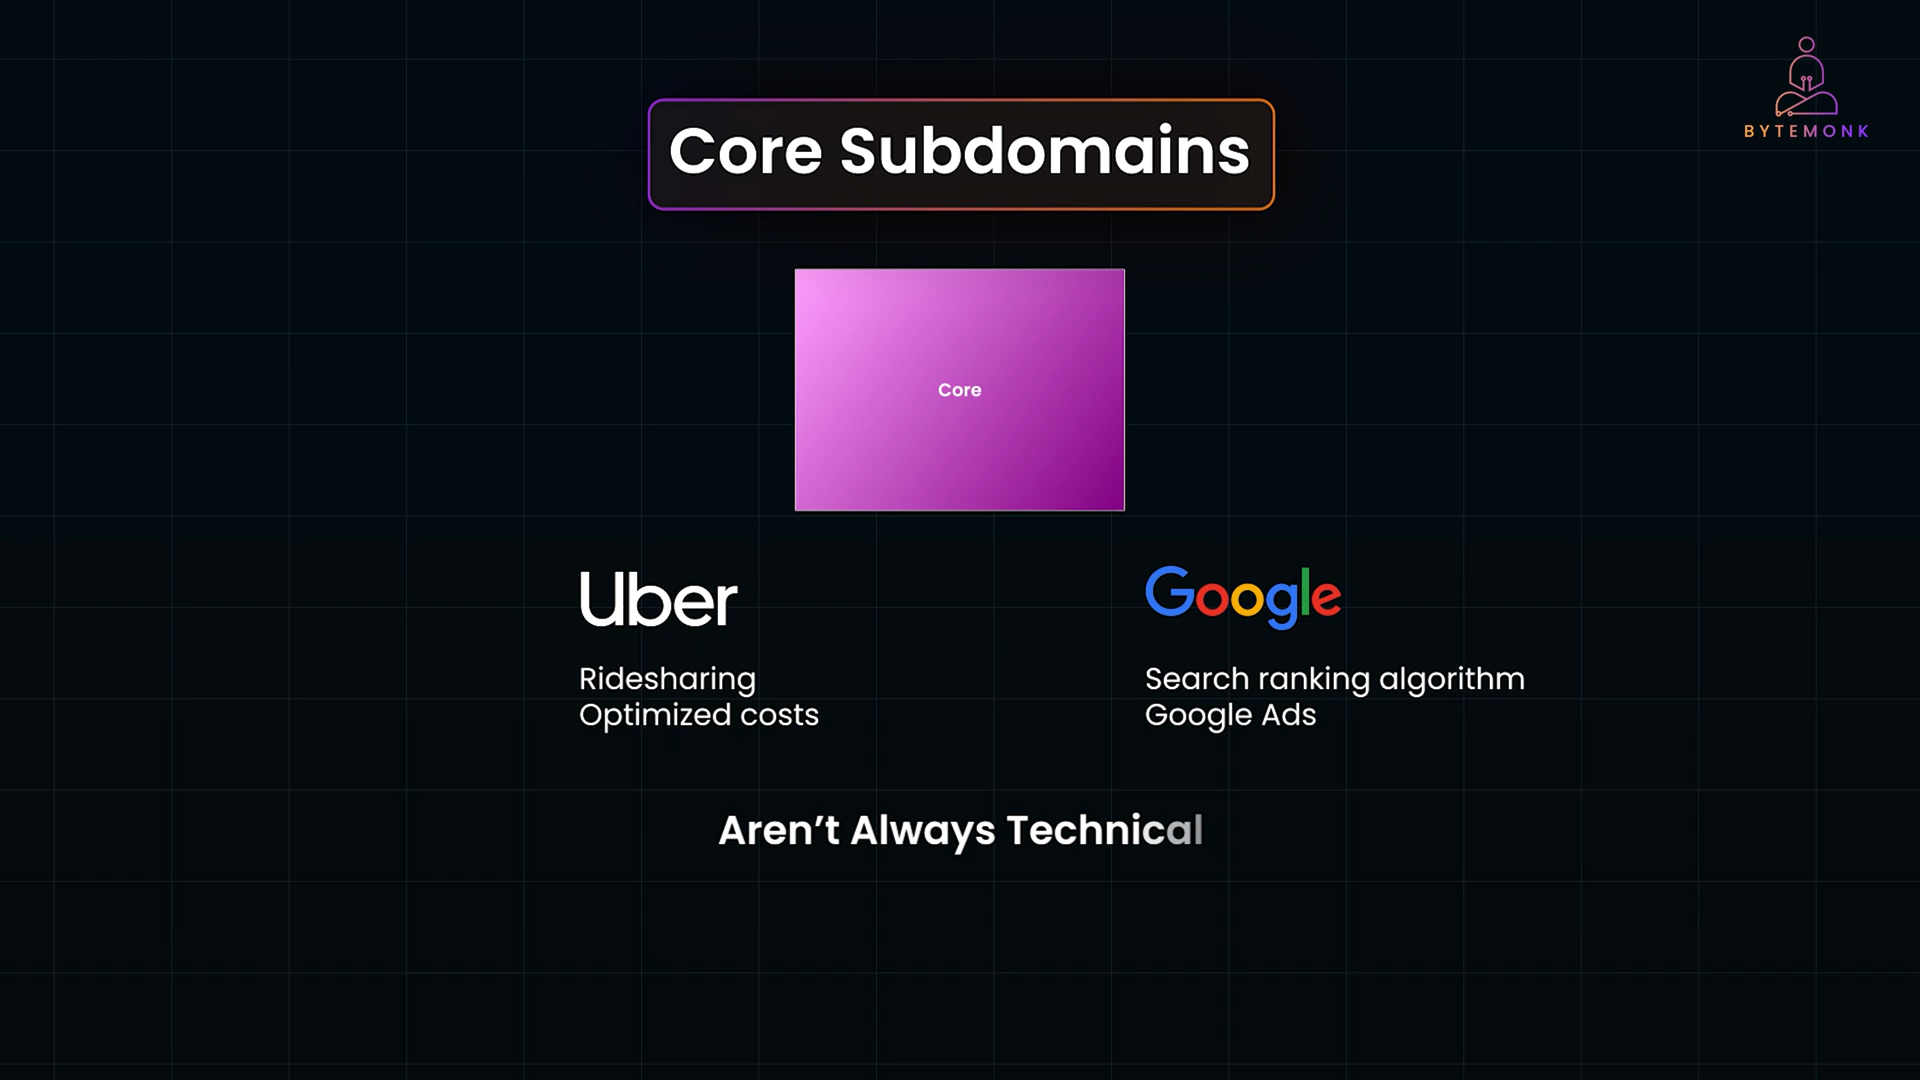 BYTEMONK
Core Subdomains
Core
Uber
Ridesharing
Optimized costs
Google
Search ranking algorithm
Google Ads
Aren’t Always Technical